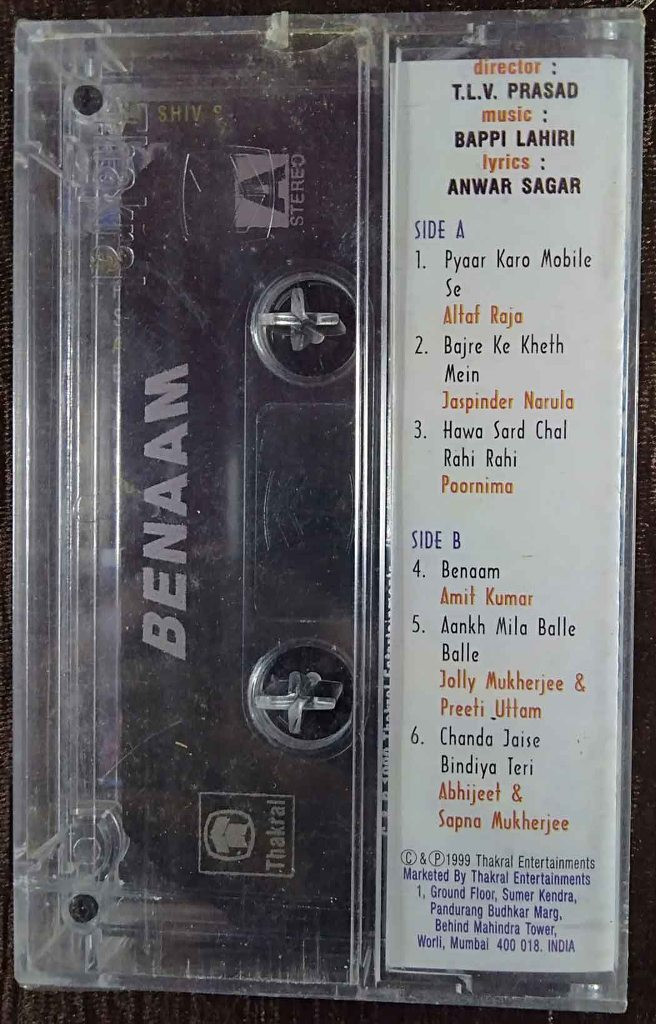 SHIV S
A
STEREO
BENAAM
Thakral
director :
T.L.V. PRASAD
music :
BAPPI LAHIRI
lyrics :
ANWAR SAGAR
SIDE A
1. Pyaar Karo Mobile
Se
Altaf Raja
2. Bajre Ke Kheth
Mein
Jaspinder Narula
3. Hawa Sard Chal
Rahi Rahi
Poornima
SIDE B
4. Benaam
Amit Kumar
5. Aankh Mila Balle
Balle
Jolly Mukherjee &
Preeti Uttam
6. Chanda Jaise
Bindiya Teri
Abhijeet &
Sapna Mukherjee
©&℗1999 Thakral Entertainments
Marketed By Thakral Entertainments
1, Ground Floor, Sumer Kendra,
Pandurang Budhkar Marg,
Behind Mahindra Tower,
Worli, Mumbai 400 018. INDIA